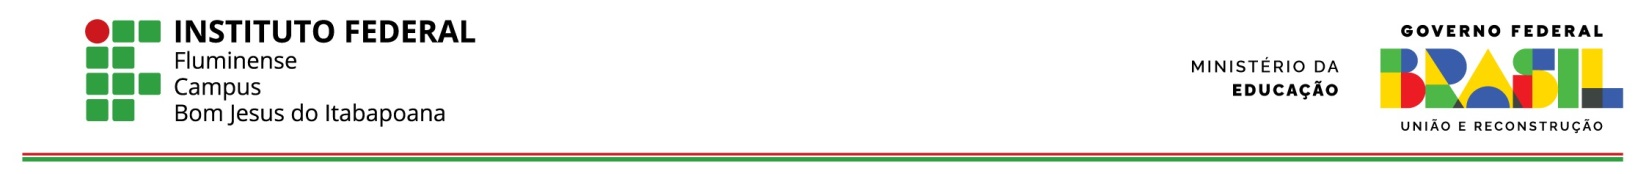 INSTITUTO FEDERAL
Fluminense
Campus
Bom Jesus do Itabapoana
MINISTÉRIO DA
EDUCAÇÃO
GOVERNO FEDERAL
BRASIL
UNIÃO E RECONSTRUÇÃO